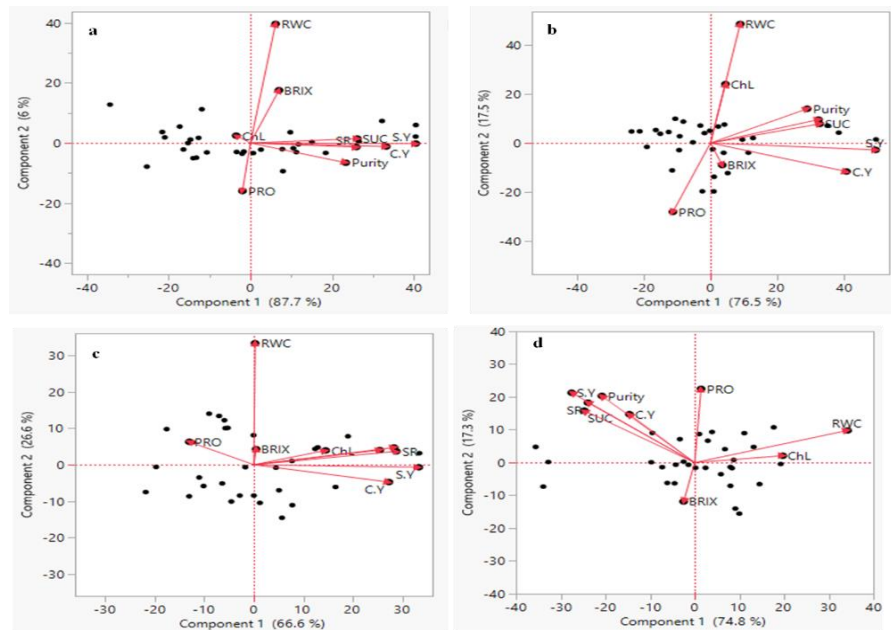 a
Component 2 (6 %)
40
20
0
-20
-40
RWC
BRIX
ChL
SR
SUC
S.Y
C.Y
Purity
PRO
-40 -20 0 20 40
Component 1 (87.7 %)
b
Component 2 (17.5 %)
40
20
0
-20
-40
RWC
ChL
Purity
SUC
S.Y
BRIX
C.Y
PRO
-40 -20 0 20 40
Component 1 (76.5 %)
c
Component 2 (26.6 %)
30
20
10
0
-10
-20
-30
RWC
PRO
BRIX
ChL
SR
S.Y
C.Y
-30 -20 -10 0 10 20 30
Component 1 (66.6 %)
d
Component 2 (17.3 %)
40
30
20
10
0
-10
-20
-30
-40
S.Y
Purity
PRO
SR
C.Y
SUC
RWC
ChL
BRIX
-40 -30 -20 -10 0 10 20 30 40
Component 1 (74.8 %)